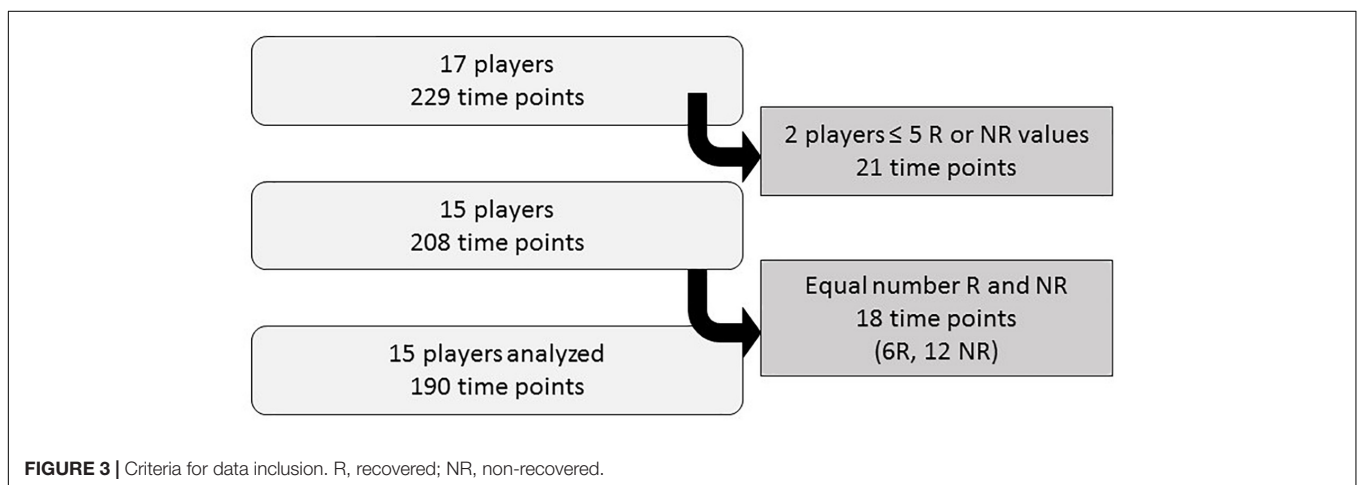 17 players
229 time points
2 players ≤ 5 R or NR values
21 time points
15 players
208 time points
Equal number R and NR
18 time points
(6R, 12 NR)
15 players analyzed
190 time points
FIGURE 3 | Criteria for data inclusion. R, recovered; NR, non-recovered.